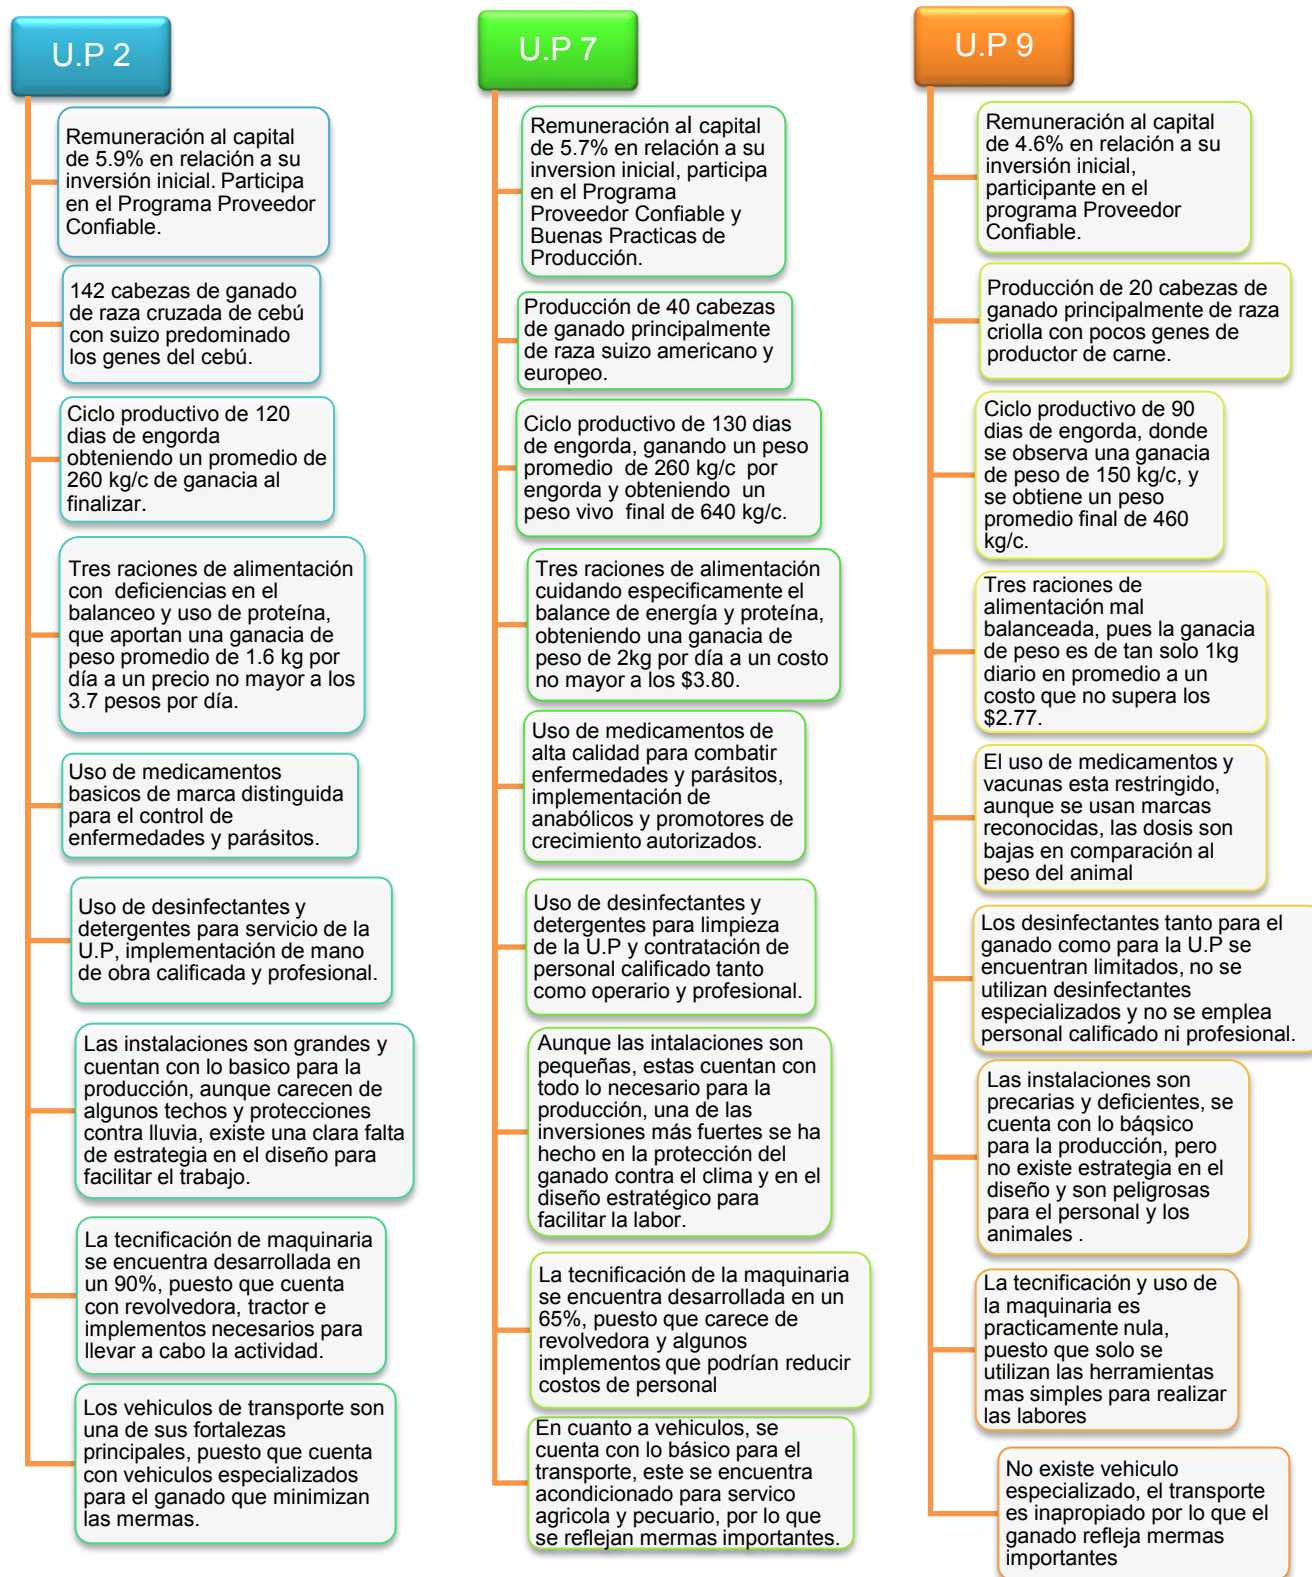 U.P 2
Remuneración al capital
de 5.9% en relación a su
inversión inicial. Participa
en el Programa Proveedor
Confiable.
142 cabezas de ganado
de raza cruzada de cebú
con suizo predominado
los genes del cebú.
Ciclo productivo de 120
dias de engorda
obteniendo un promedio de
260 kg/c de ganacia al
finalizar.
Tres raciones de alimentación
con deficiencias en el
balanceo y uso de proteína,
que aportan una ganacia de
peso promedio de 1.6 kg por
día a un precio no mayor a los
3.7 pesos por día.
Uso de medicamentos
basicos de marca distinguida
para el control de
enfermedades y parásitos.
Uso de desinfectantes y
detergentes para servicio de la
U.P, implementación de mano
de obra calificada y profesional.
Las instalaciones son grandes y
cuentan con lo basico para la
producción, aunque carecen de
algunos techos y protecciones
contra lluvia, existe una clara falta
de estrategia en el diseño para
facilitar el trabajo.
La tecnificación de maquinaria
se encuentra desarrollada en
un 90%, puesto que cuenta
con revolvedora, tractor e
implementos necesarios para
llevar a cabo la actividad.
Los vehiculos de transporte son
una de sus fortalezas
principales, puesto que cuenta
con vehiculos especializados
para el ganado que minimizan
las mermas.
U.P 7
Remuneración al capital
de 5.7% en relación a su
inversion inicial, participa
en el Programa
Proveedor Confiable y
Buenas Practicas de
Producción.
Producción de 40 cabezas
de ganado principalmente
de raza suizo americano y
europeo.
Ciclo productivo de 130 dias
de engorda, ganando un peso
promedio de 260 kg/c por
engorda y obteniendo un
peso vivo final de 640 kg/c.
Tres raciones de alimentación
cuidando especificamente el
balance de energía y proteína,
obteniendo una ganacia de
peso de 2kg por día a un costo
no mayor a los $3.80.
Uso de medicamentos de
alta calidad para combatir
enfermedades y parásitos,
implementación de
anabólicos y promotores de
crecimiento autorizados.
Uso de desinfectantes y
detergentes para limpieza
de la U.P y contratación de
personal calificado tanto
como operario y profesional.
Aunque las intalaciones son
pequeñas, estas cuentan con
todo lo necesario para la
producción, una de las
inversiones más fuertes se ha
hecho en la protección del
ganado contra el clima y en el
diseño estratégico para
facilitar la labor.
La tecnificación de la maquinaria
se encuentra desarrollada en un
65%, puesto que carece de
revolvedora y algunos
implementos que podrían reducir
costos de personal
En cuanto a vehiculos, se
cuenta con lo básico para el
transporte, este se encuentra
acondicionado para servico
agricola y pecuario, por lo que
se reflejan mermas importantes.
U.P 9
Remuneración al capital
de 4.6% en relación a su
inversión inicial,
participante en el
programa Proveedor
Confiable.
Producción de 20 cabezas de
ganado principalmente de raza
criolla con pocos genes de
productor de carne.
Ciclo productivo de 90
dias de engorda, donde
se observa una ganacia
de peso de 150 kg/c, y
se obtiene un peso
promedio final de 460
kg/c.
Tres raciones de
alimentación mal
balanceada, pues la ganacia
de peso es de tan solo 1kg
diario en promedio a un
costo que no supera los
$2.77.
El uso de medicamentos y
vacunas esta restringido,
aunque se usan marcas
reconocidas, las dosis son
bajas en comparación al
peso del animal
Los desinfectantes tanto para el
ganado como para la U.P se
encuentran limitados, no se
utilizan desinfectantes
especializados y no se emplea
personal calificado ni profesional.
Las instalaciones son
precarias y deficientes, se
cuenta con lo báqsico
para la producción, pero
no existe estrategia en el
diseño y son peligrosas
para el personal y los
animales .
La tecnificación y uso de
la maquinaria es
practicamente nula,
puesto que solo se
utilizan las herramientas
mas simples para realizar
las labores
No existe vehiculo
especializado, el transporte
es inapropiado por lo que el
ganado refleja mermas
importantes